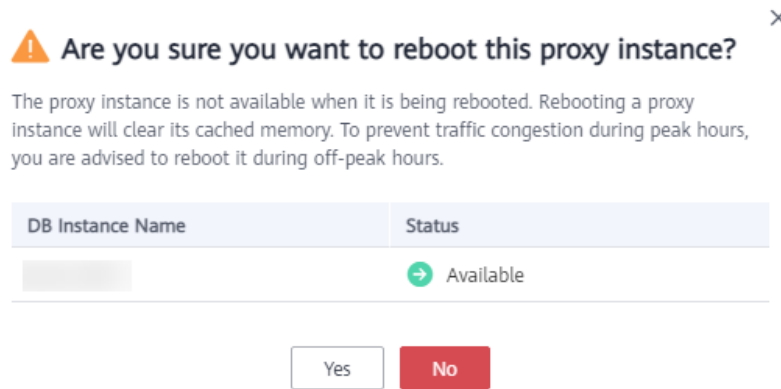 Are you sure you want to reboot this proxy instance?
The proxy instance is not available when it is being rebooted. Rebooting a proxy
instance will clear its cached memory. To prevent traffic congestion during peak hours,
you are advised to reboot it during off-peak hours.
DB Instance Name Status
Available
Yes No